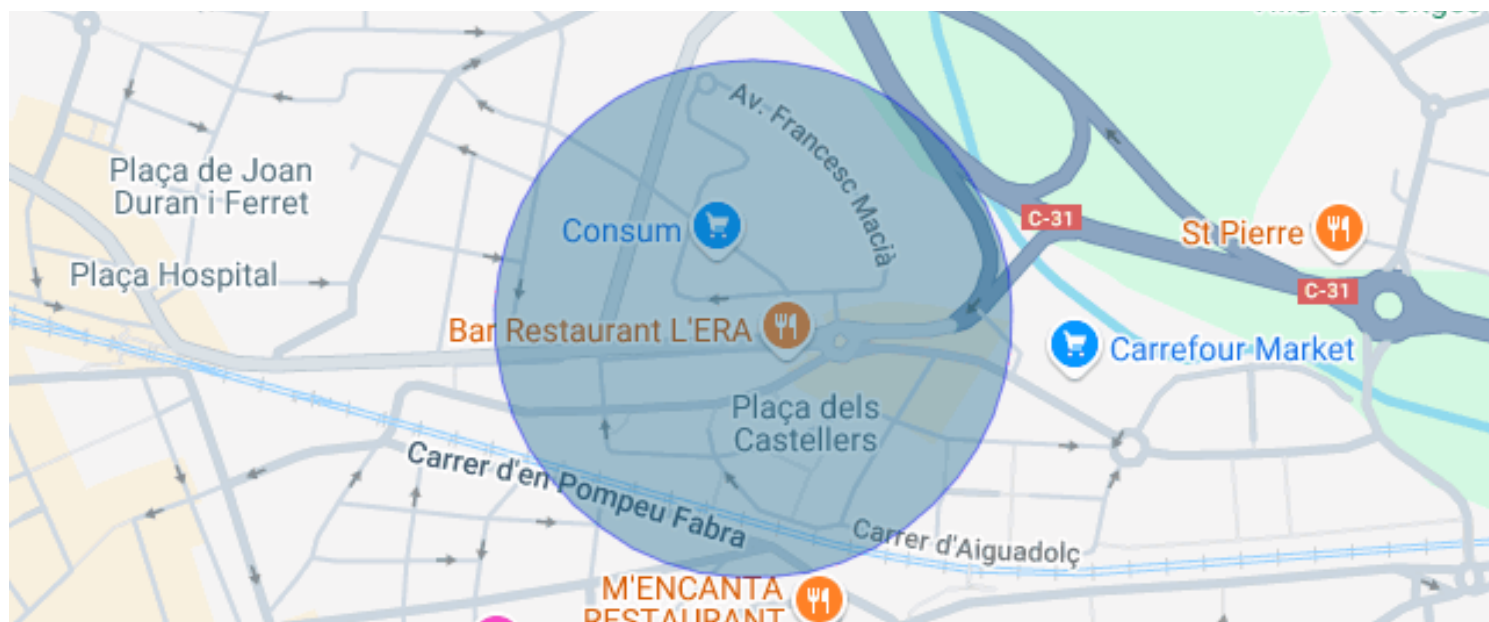 Av. Francesc Macià
Plaça de Joan
Duran i Ferret
Consum
C-31
St Pierre
Plaça Hospital
C-31
Bar Restaurant L'ERA
Carrefour Market
Plaça dels
Castellers
Carrer d'en Pompeu Fabra
Carrer d'Aiguadolç
M'ENCANTA
RESTAURANT